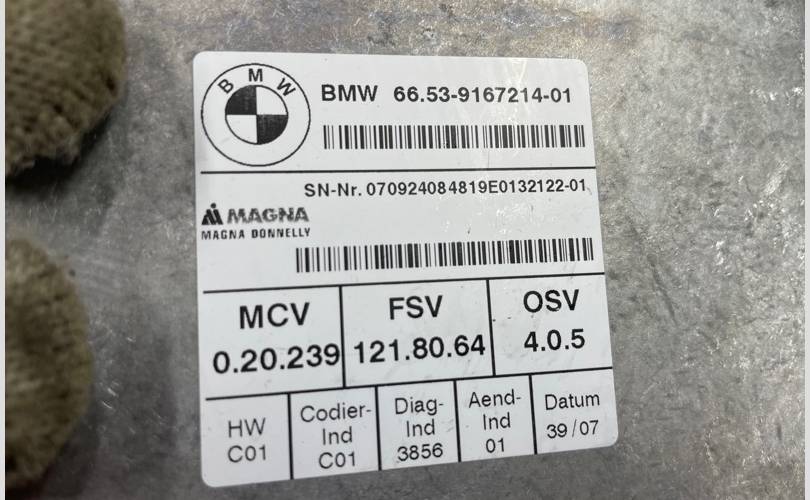 BMW
BMW 66.53-9167214-01
SN-Nr. 070924084819E0132122-01
MAGNA
MAGNA DONNELLY
MCV FSV OSV
0.20.239 121.80.64 4.0.5
HW Codier- Diag- Aend- Datum
C01 Ind Ind Ind 39/07
C01 3856 01